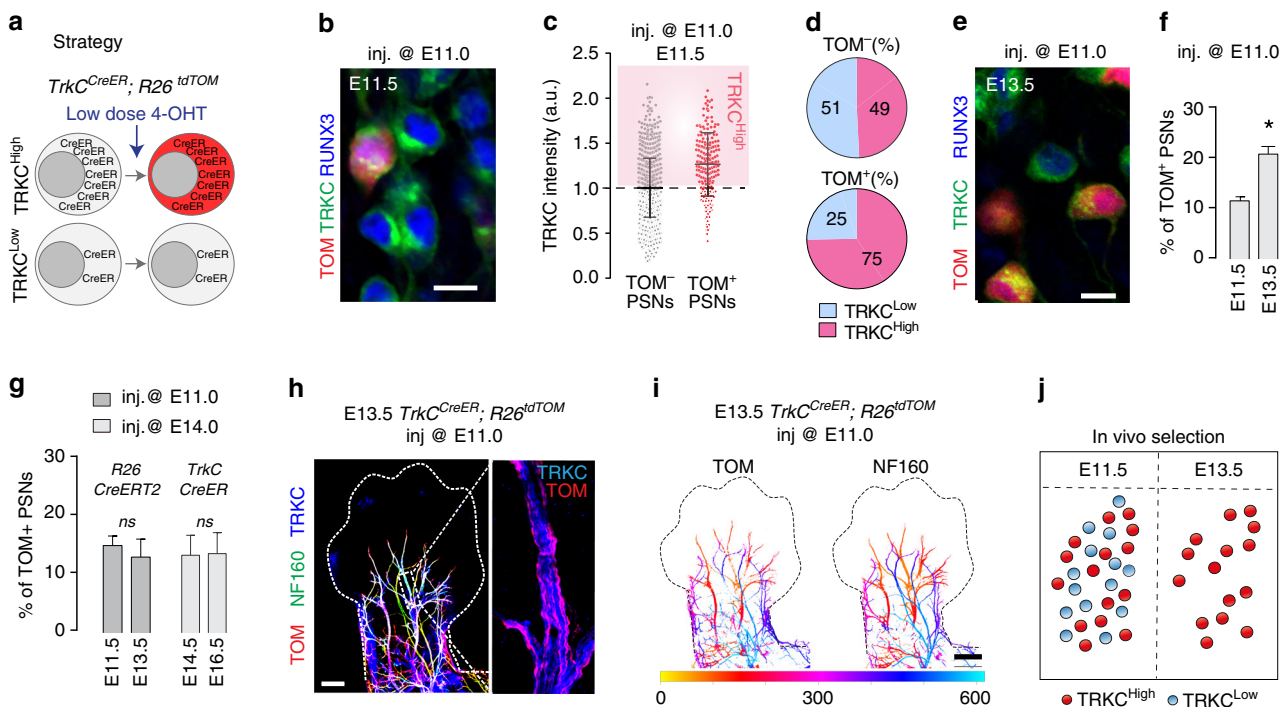 a
Strategy
TrkC^CreER; R26^tdTOM
Low dose 4-OHT
TRKC^High
CreER
CreER
CreER
CreER
CreER
CreER
CreER
CreER
CreER
CreER
CreER
CreER
CreER
CreER
TRKC^Low
CreER
CreER
CreER
CreER
b
inj. @ E11.0
E11.5
TOM TRKC RUNX3
c
inj. @ E11.0
E11.5
TRKC intensity (a.u.)
2.5
2.0
1.5
1.0
0.5
0.0
TRKC^High
TOM^− PSNs
TOM^+ PSNs
d
TOM^−(%)
51
49
TOM^+(%)
25
75
TRKC^Low
TRKC^High
e
inj. @ E11.0
E13.5
TOM TRKC RUNX3
f
inj. @ E11.0
% of TOM^+ PSNs
30
20
10
0
*
E11.5
E13.5
g
inj.@ E11.0
inj.@ E14.0
% of TOM+ PSNs
30
20
10
0
R26
CreERT2
TrkC
CreER
ns
ns
E11.5
E13.5
E14.5
E16.5
h
E13.5 TrkC^CreER; R26^tdTOM
inj @ E11.0
TOM NF160 TRKC
TRKC
TOM
i
E13.5 TrkC^CreER; R26^tdTOM
inj @ E11.0
TOM
NF160
0
300
600
j
In vivo selection
E11.5
E13.5
TRKC^High
TRKC^Low